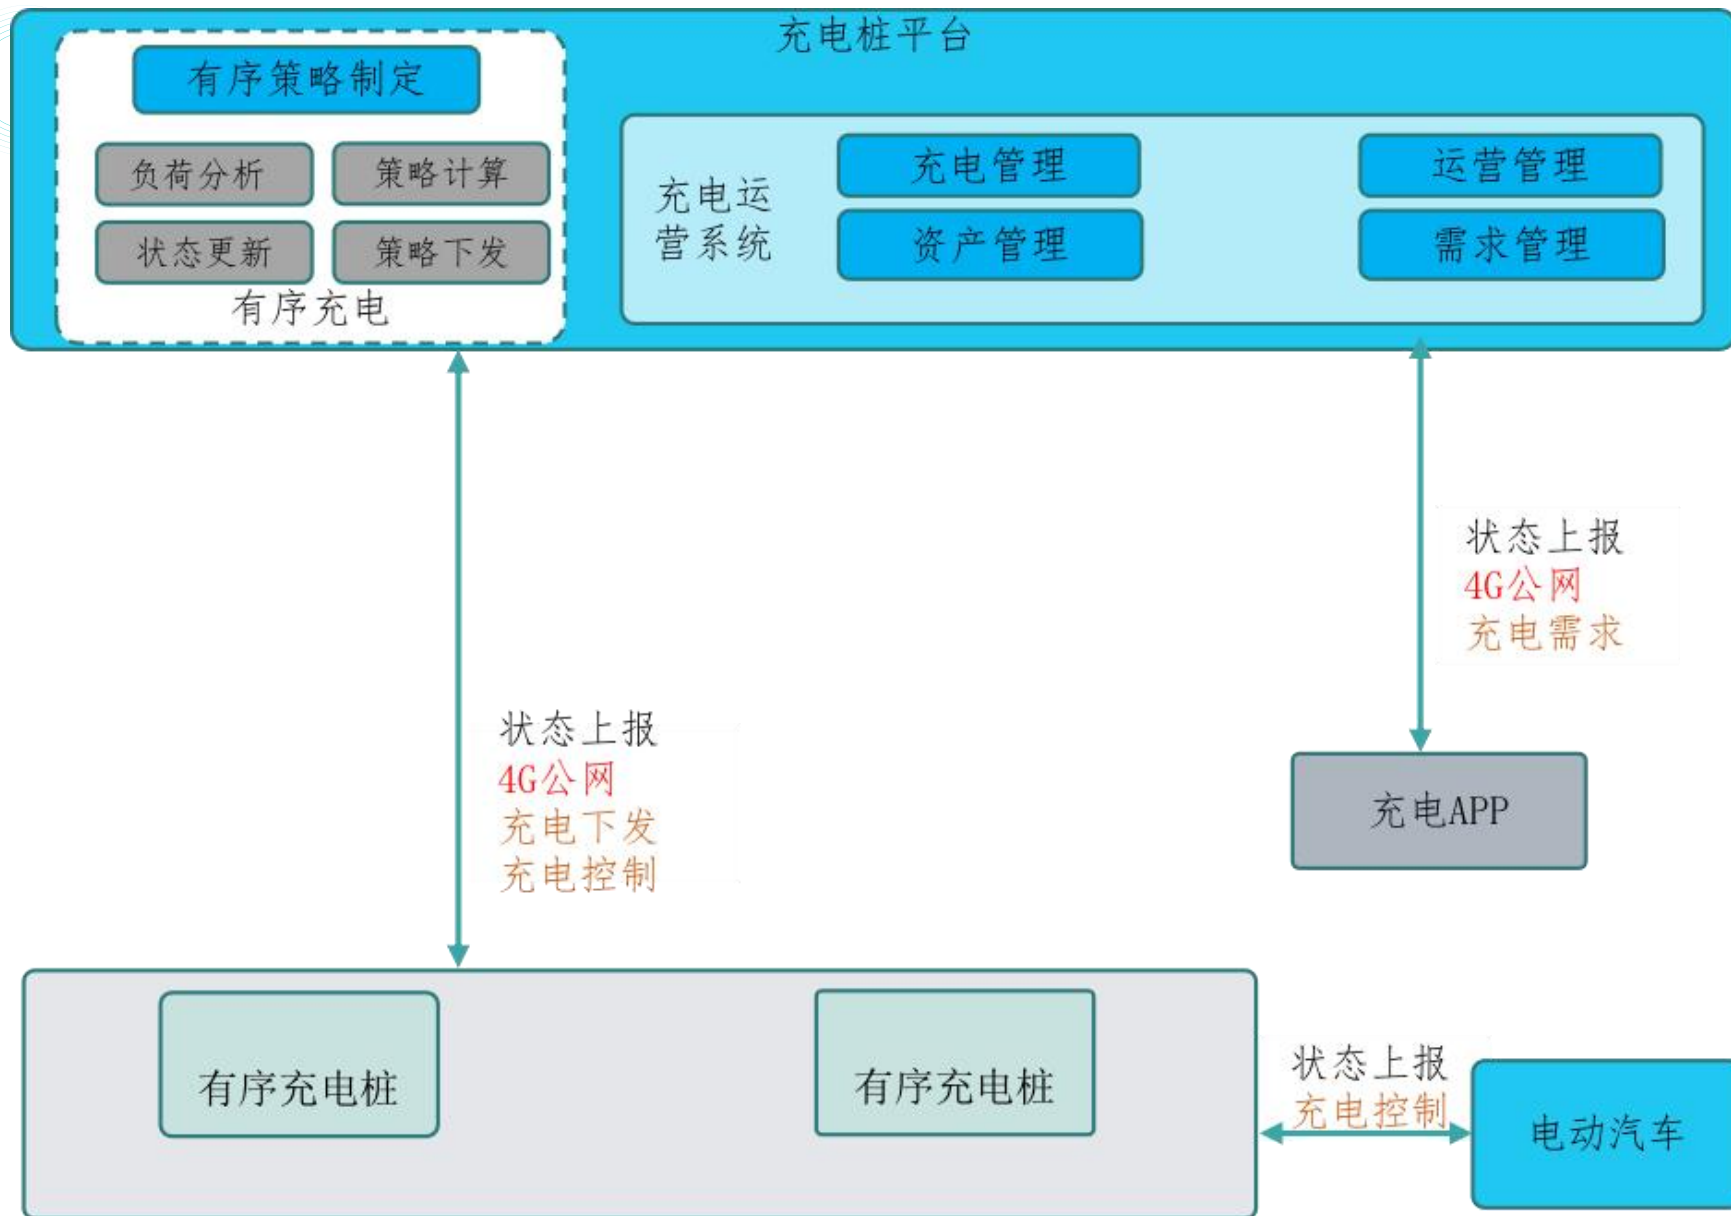 充电桩平台
有序策略制定
负荷分析
策略计算
状态更新
策略下发
有序充电
充电运
营系统
充电管理
运营管理
资产管理
需求管理
状态上报
4G公网
充电需求
状态上报
4G公网
充电下发
充电控制
充电APP
有序充电桩
有序充电桩
状态上报
充电控制
电动汽车